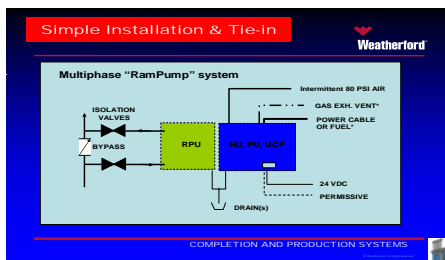 Simple Installation & Tie-in
Weatherford
Multiphase "RamPump" system
Intermittent 80 PSI AIR
GAS EXH. VENT*
POWER CABLE
OR FUEL*
ISOLATION
VALVES
BYPASS
RPU
HU, PU, UCP
24 VDC
PERMISSIVE
DRAIN(s)
COMPLETION AND PRODUCTION SYSTEMS